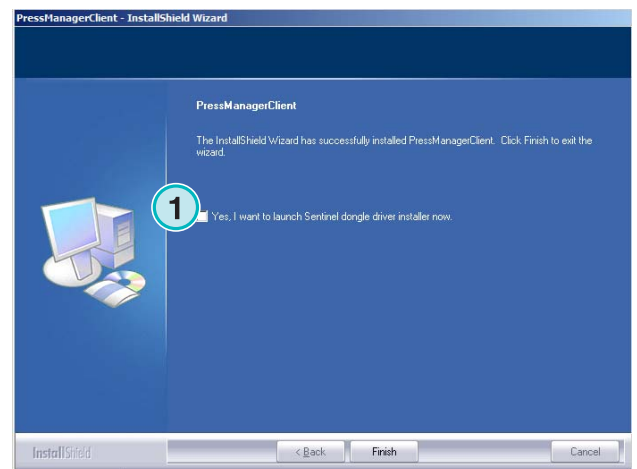 PressManagerClient - InstallShield Wizard
PressManagerClient
The InstallShield Wizard has successfully installed PressManagerClient. Click Finish to exit the
wizard.
1
Yes, I want to launch Sentinel dongle driver installer now.
InstallShield
< Back
Finish
Cancel